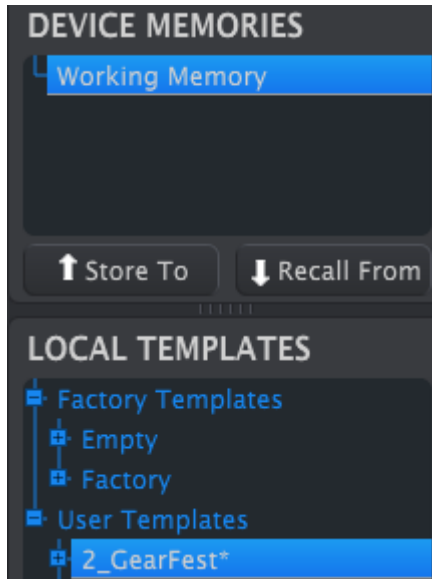 DEVICE MEMORIES
Working Memory
Store To Recall From
LOCAL TEMPLATES
Factory Templates
Empty
Factory
User Templates
2_GearFest*